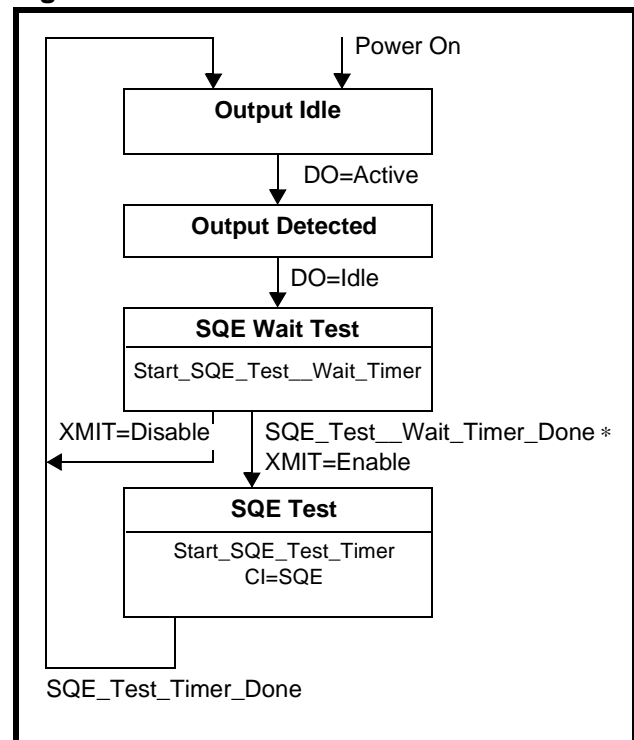 Power On
Output Idle
DO=Active
Output Detected
DO=Idle
SQE Wait Test
Start_SQE_Test__Wait_Timer
XMIT=Disable
SQE_Test__Wait_Timer_Done *
XMIT=Enable
SQE Test
Start_SQE_Test_Timer
CI=SQE
SQE_Test_Timer_Done